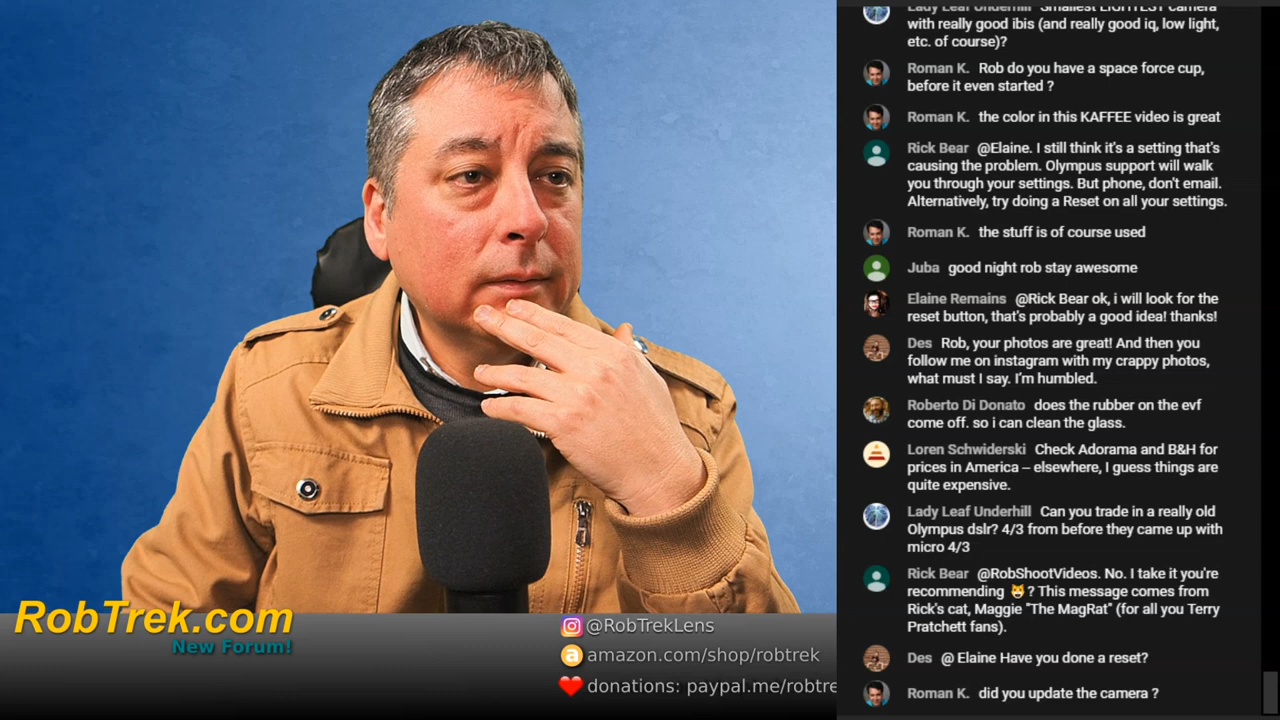 RobTrek.com
New Forum!
@RobTrekLens
amazon.com/shop/robtrek
donations: paypal.me/robtre
Lady Leaf Underhill Smallest LIGHTEST camera
with really good ibis (and really good iq, low light,
etc. of course)?
Roman K. Rob do you have a space force cup,
before it even started ?
Roman K. the color in this KAFFEE video is great
Rick Bear @Elaine. I still think it's a setting that's
causing the problem. Olympus support will walk
you through your settings. But phone, don't email.
Alternatively, try doing a Reset on all your settings.
Roman K. the stuff is of course used
Juba good night rob stay awesome
Elaine Remains @Rick Bear ok, i will look for the
reset button, that's probably a good idea! thanks!
Des Rob, your photos are great! And then you
follow me on instagram with my crappy photos,
what must I say. I'm humbled.
Roberto Di Donato does the rubber on the evf
come off. so i can clean the glass.
Loren Schwiderski Check Adorama and B&H for
prices in America – elsewhere, I guess things are
quite expensive.
Lady Leaf Underhill Can you trade in a really old
Olympus dslr? 4/3 from before they came up with
micro 4/3
Rick Bear @RobShootVideos. No. I take it you're
recommending 😺? This message comes from
Rick's cat, Maggie "The MagRat" (for all you Terry
Pratchett fans).
Des @ Elaine Have you done a reset?
Roman K. did you update the camera ?